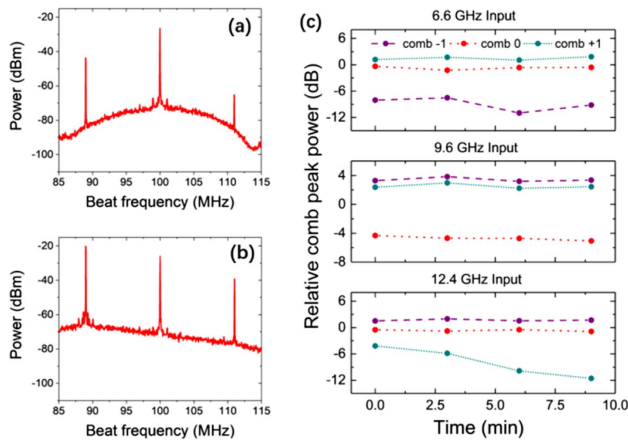 (a)
-20
-40
-60
-80
-100
Power (dBm)
85 90 95 100 105 110 115
Beat frequency (MHz)
(b)
-20
-40
-60
-80
-100
Power (dBm)
85 90 95 100 105 110 115
Beat frequency (MHz)
(c)
6.6 GHz Input
comb -1 comb 0 comb +1
6
0
-6
-12
9.6 GHz Input
4
0
-4
-8
12.4 GHz Input
6
0
-6
-12
Relative comb peak power (dB)
0.0 2.5 5.0 7.5 10.0
Time (min)